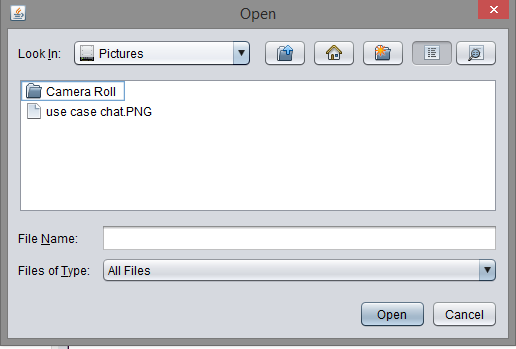 Open
Look In: Pictures
Camera Roll
use case chat.PNG
File Name:
Files of Type: All Files
Open Cancel